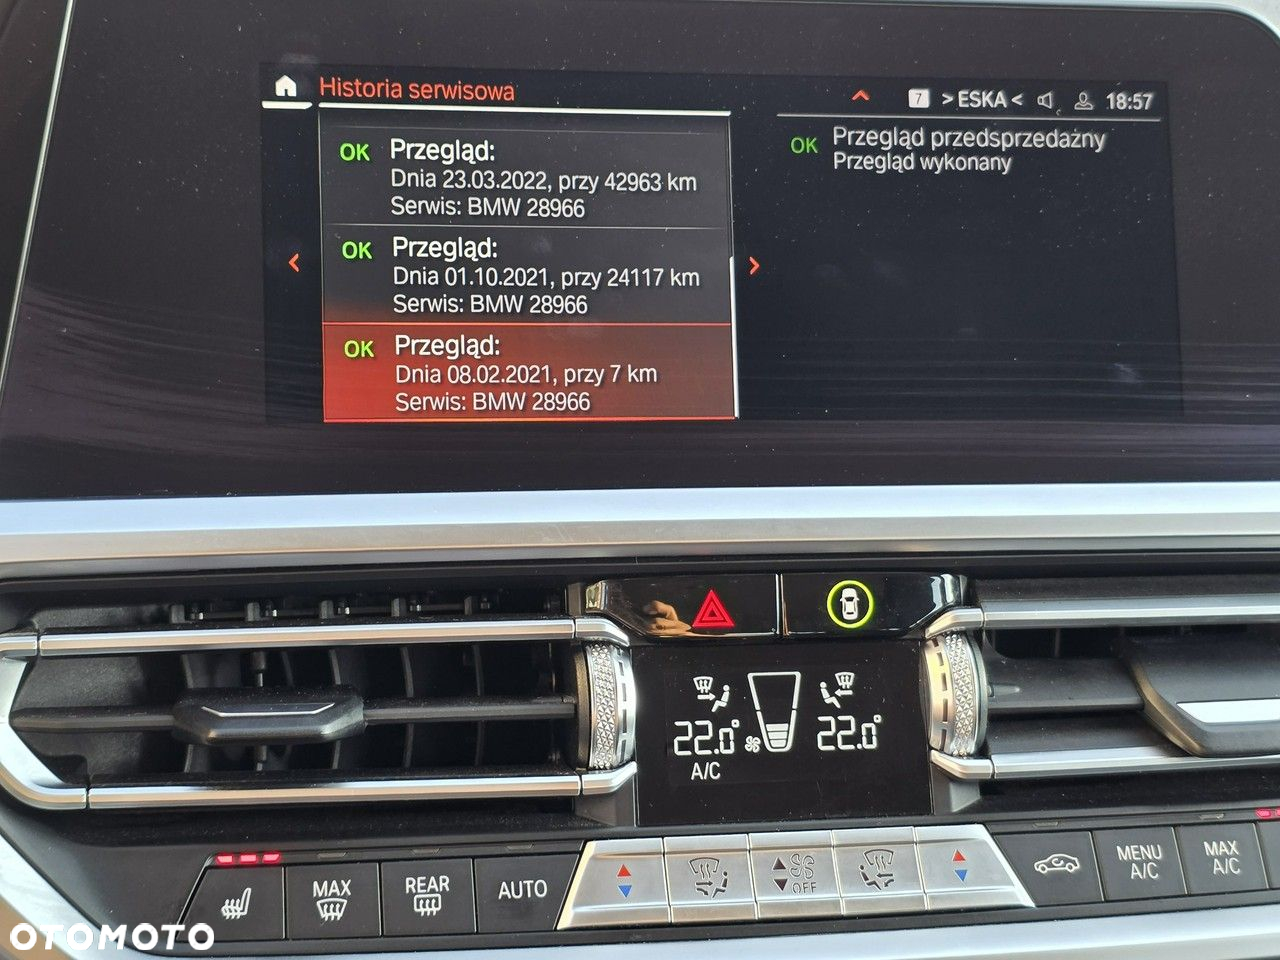 Historia serwisowa
7 >ESKA< 18:57
OK Przegląd:
Dnia 23.03.2022, przy 42963 km
Serwis: BMW 28966
OK Przegląd:
Dnia 01.10.2021, przy 24117 km
Serwis: BMW 28966
OK Przegląd:
Dnia 08.02.2021, przy 7 km
Serwis: BMW 28966
OK Przegląd przedsprzedażny
Przegląd wykonany
22.0° 22.0°
A/C
MAX
REAR
AUTO
OFF
MENU
A/C
MAX
A/C
OTOMOTO